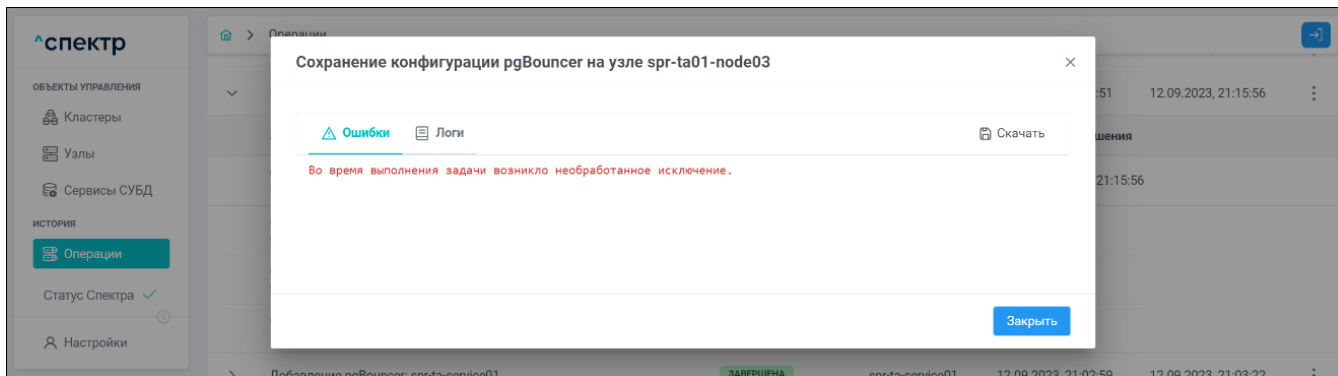 ^спектр
Операции
Сохранение конфигурации pgBouncer на узле spr-ta01-node03
ОБЪЕКТЫ УПРАВЛЕНИЯ
:51 12.09.2023, 21:15:56
Кластеры
Ошибки Логи Скачать
Узлы
Во время выполнения задачи возникло необработанное исключение.
21:15:56
Сервисы СУБД
ИСТОРИЯ
Операции
Статус Спектра
Закрыть
Настройки
Добавление pgBouncer: spr-ta-service01 ЗАВЕРШЕНА spr-ta-service01 12.09.2023, 21:02:59 12.09.2023, 21:03:22